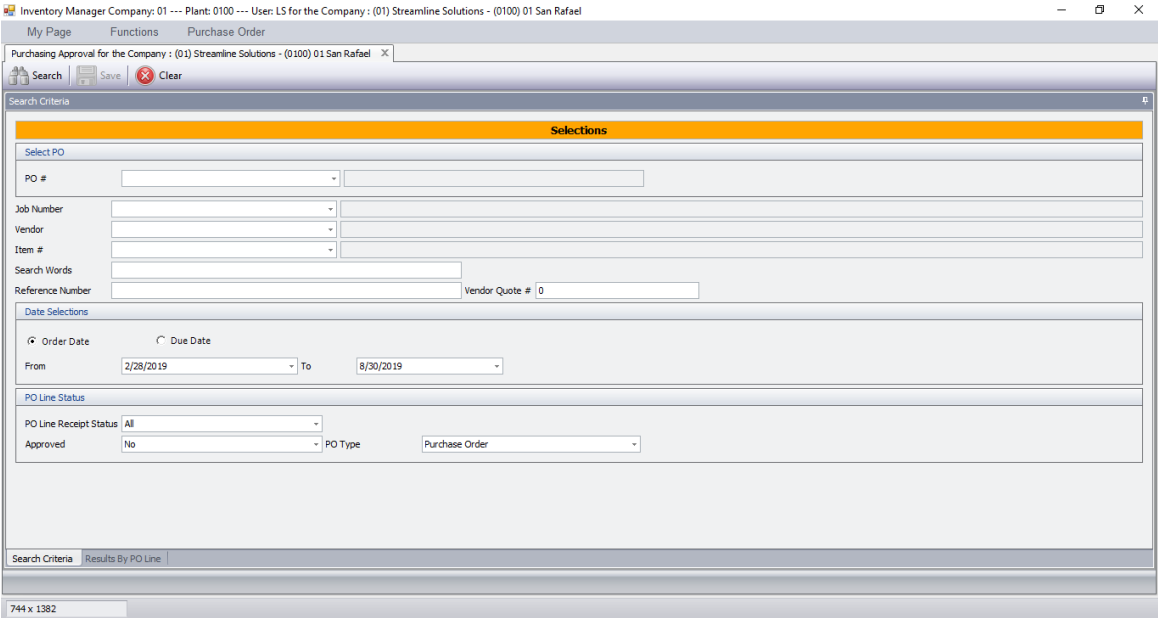 Inventory Manager Company: 01 --- Plant: 0100 --- User: LS for the Company : (01) Streamline Solutions - (0100) 01 San Rafael
My Page Functions Purchase Order
Purchasing Approval for the Company : (01) Streamline Solutions - (0100) 01 San Rafael X
Search Save Clear
Search Criteria
Selections
Select PO
PO #
Job Number
Vendor
Item #
Search Words
Reference Number Vendor Quote # 0
Date Selections
Order Date Due Date
From 2/28/2019 To 8/30/2019
PO Line Status
PO Line Receipt Status All
Approved No PO Type Purchase Order
Search Criteria Results By PO Line
744 x 1382